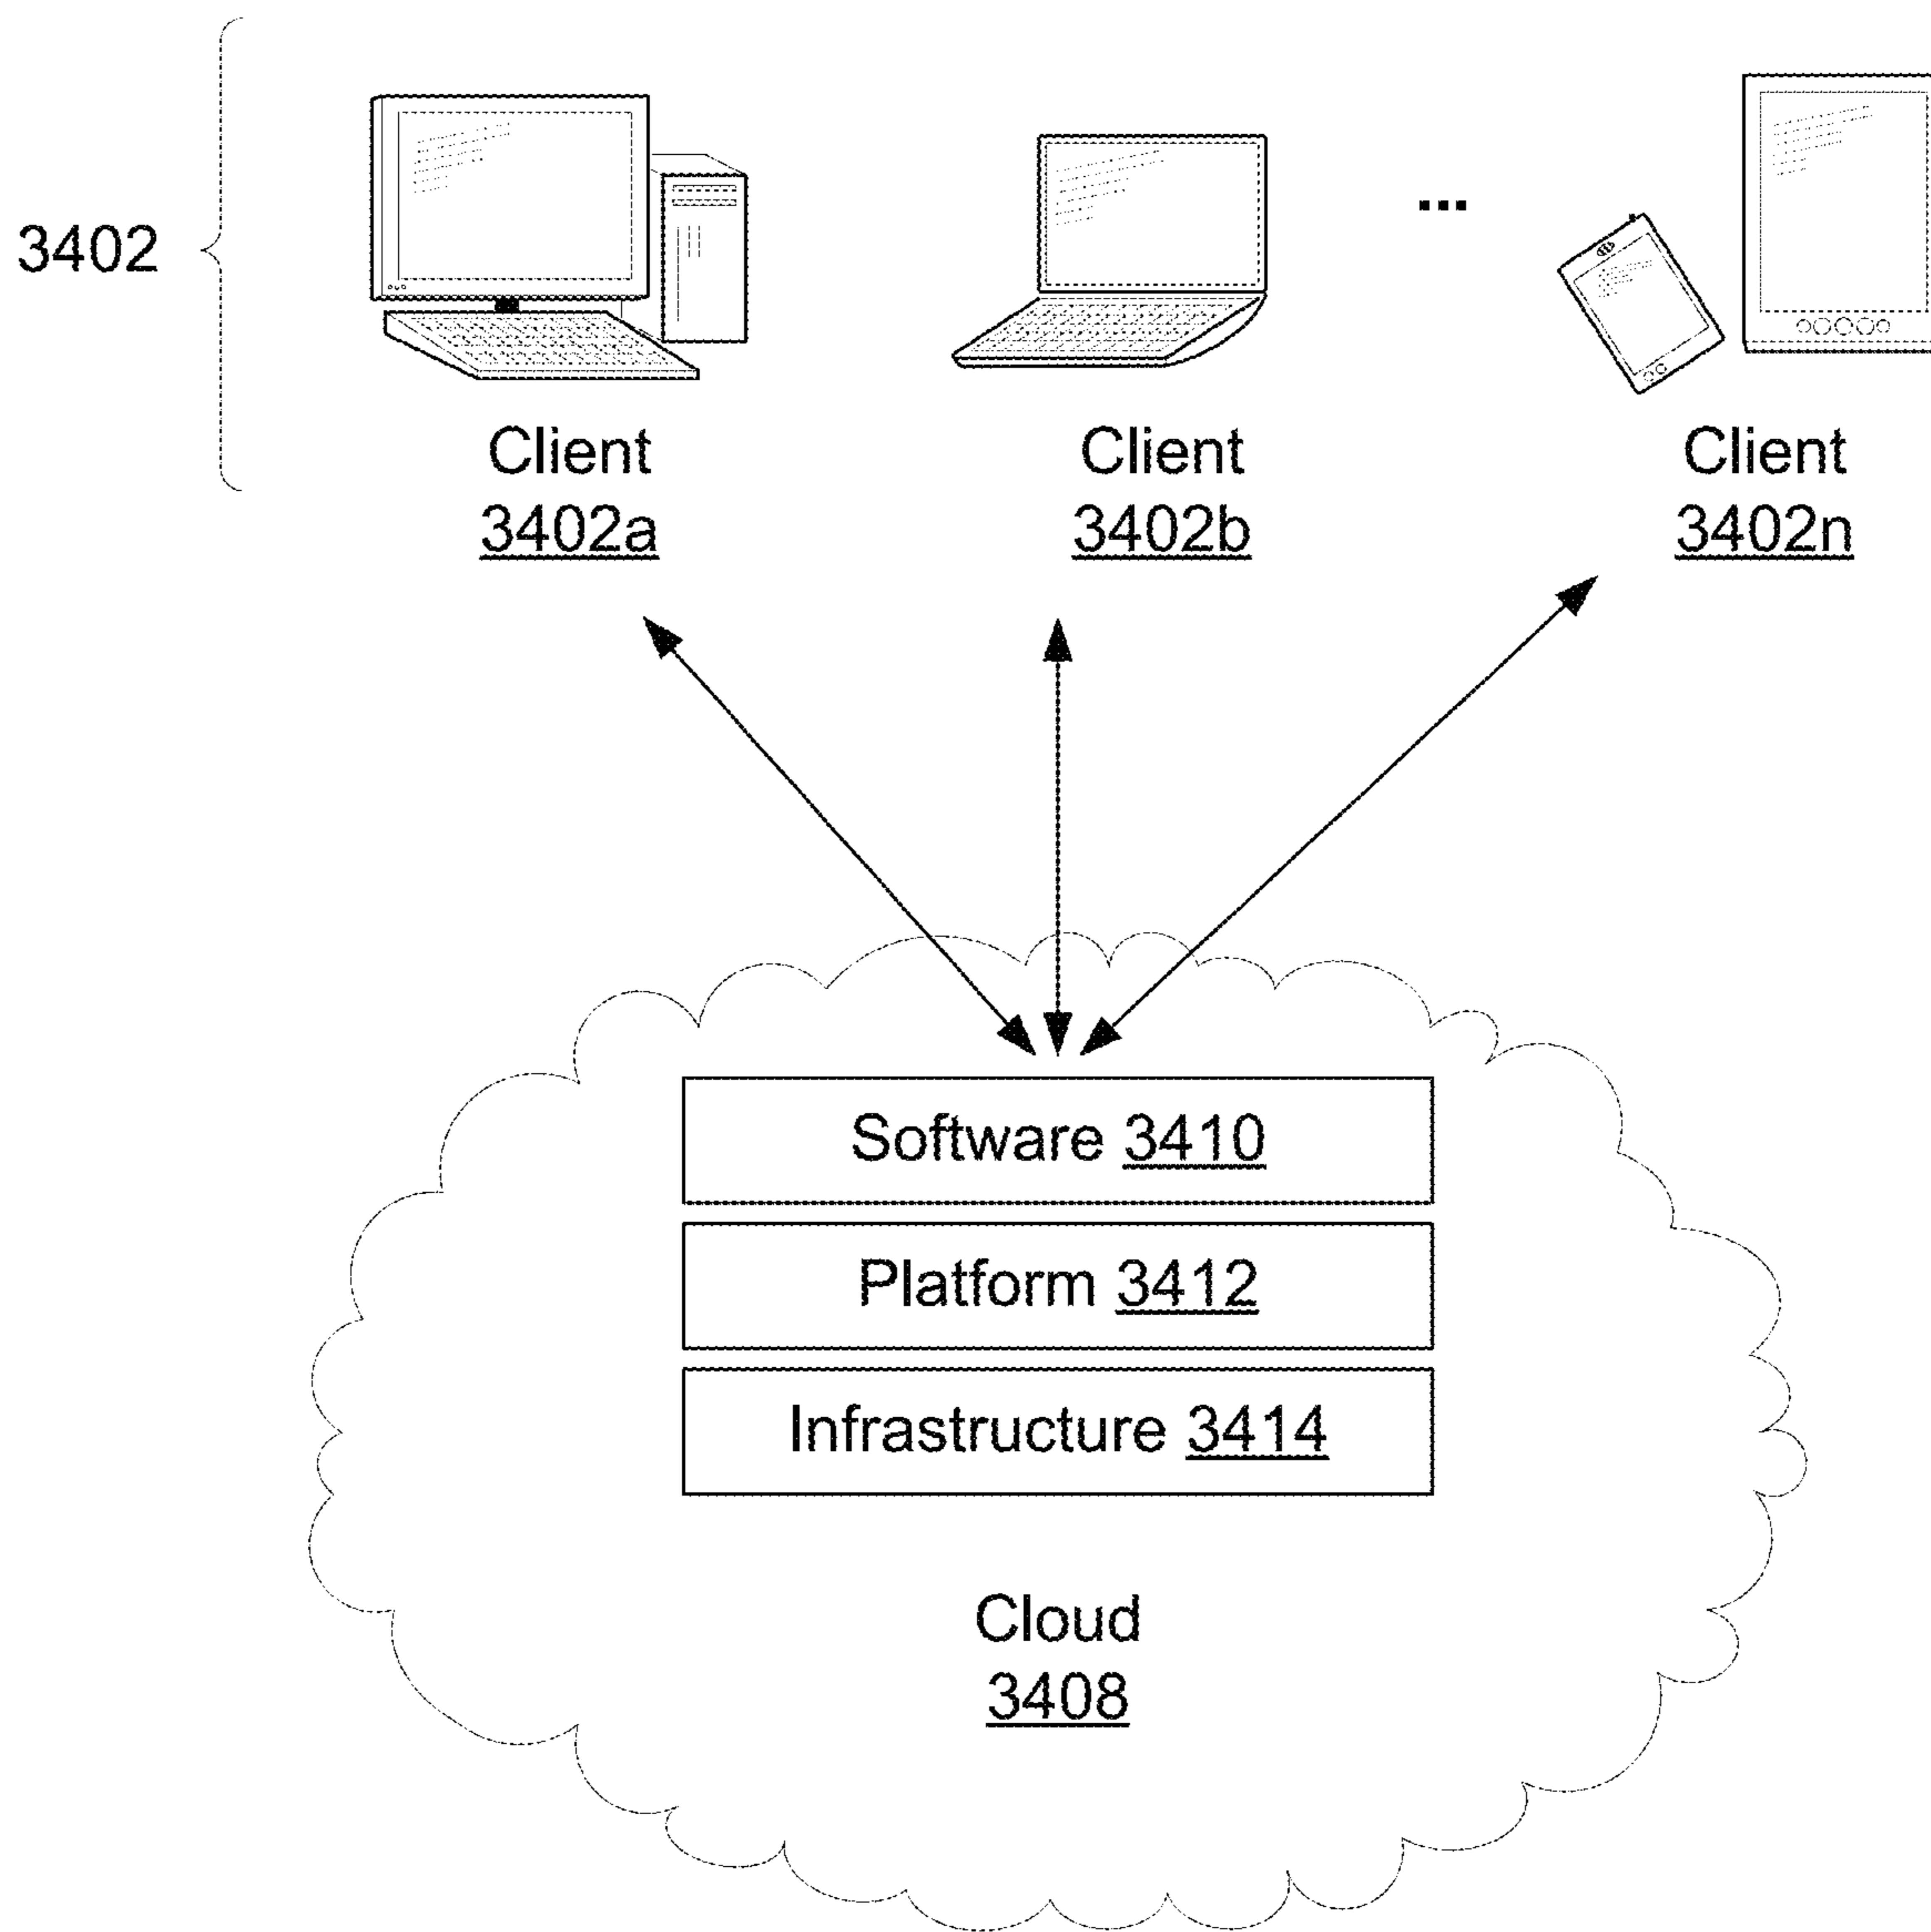 3402
...
Client
3402a
Client
3402b
Client
3402n
Software 3410
Platform 3412
Infrastructure 3414
Cloud
3408